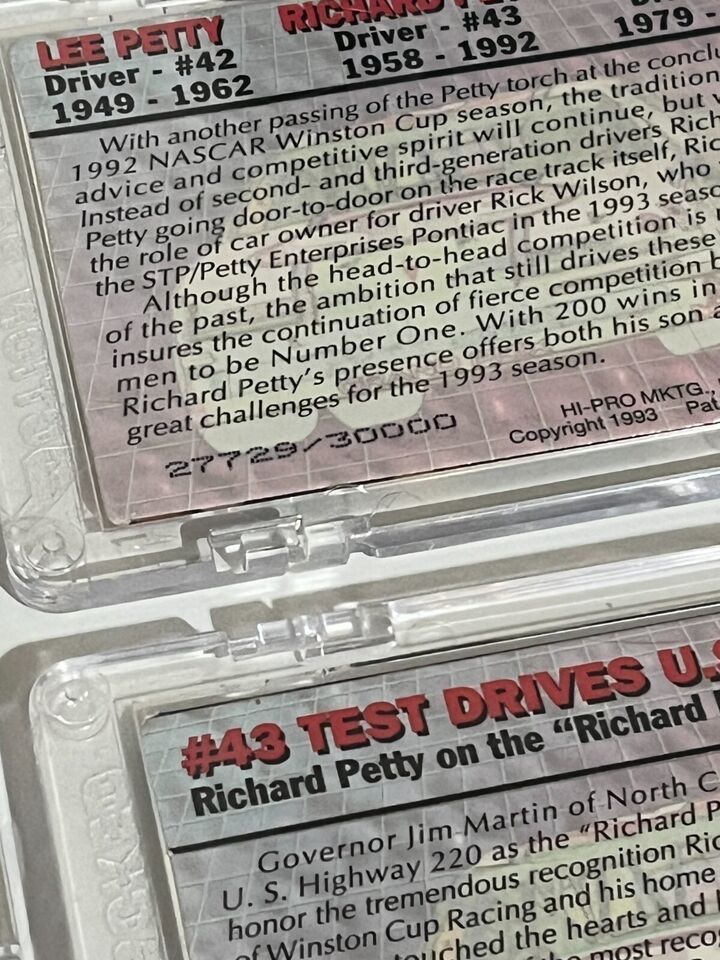 LEE PETTY RICHARD
Driver - #42 Driver - #43
1949 - 1962 1958 - 1992 1979 -
With another passing of the Petty torch at the
1992 NASCAR Winston Cup season, the tradition
advice and competitive spirit will continue, but
Instead of second- and third-generation drivers
Petty going door-to-door on the race track itself,
the role of car owner for driver Rick Wilson, who
the STP/Petty Enterprises Pontiac in the 1993
Although the head-to-head competition is
of the past, the ambition that still drives these
insures the continuation of fierce competition
men to be Number One. With 200 wins in
Richard Petty's presence offers both his son
great challenges for the 1993 season.
27729/30000
HI-PRO MKTG.,
Copyright 1993 Pat
#43 TEST DRIVES U.S
Richard Petty on the “Richard
Governor Jim Martin of North C
U. S. Highway 220 as the “Richard P
honor the tremendous recognition Ric
of Winston Cup Racing and his home
touched the hearts and
most reco